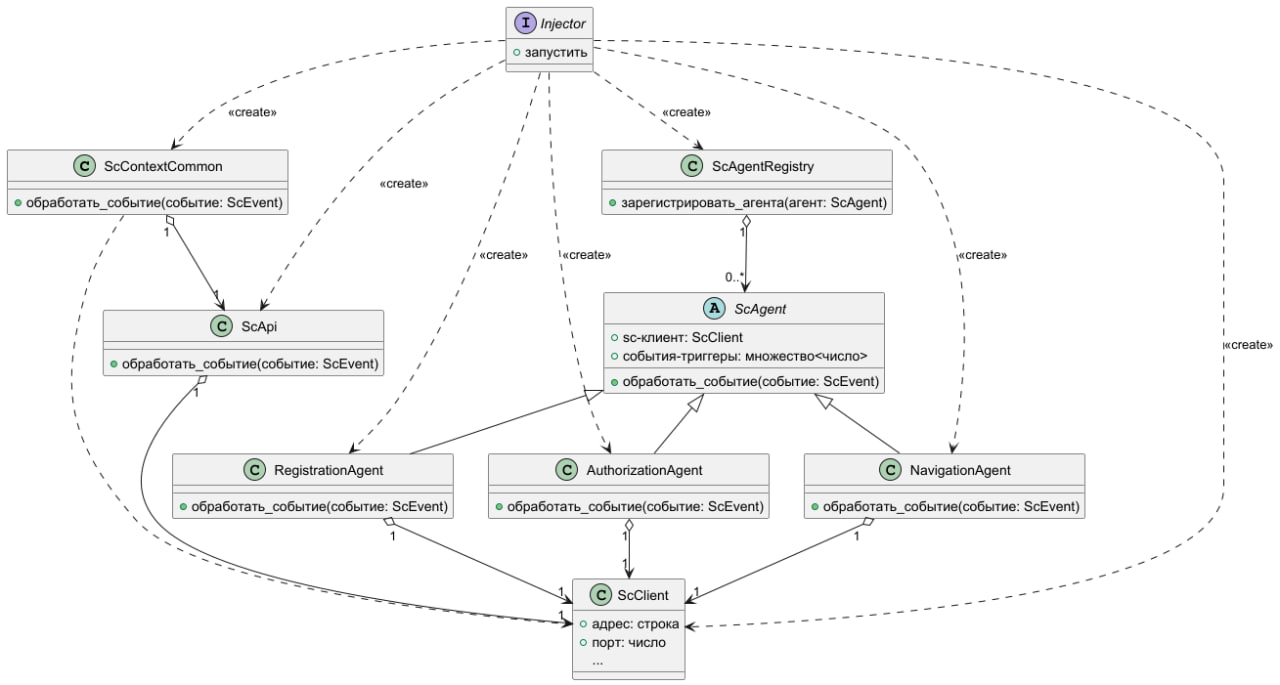 I Injector
запустить
«create»
«create»
«create»
«create»
«create»
«create»
«create»
C ScContextCommon
обработать_событие(событие: ScEvent)
1
1
C ScAgentRegistry
зарегистрировать_агента(агент: ScAgent)
1
0..*
C ScApi
обработать_событие(событие: ScEvent)
1
1
A ScAgent
sc-клиент: ScClient
события-триггеры: множество<число>
обработать_событие(событие: ScEvent)
C RegistrationAgent
обработать_событие(событие: ScEvent)
1
1
C AuthorizationAgent
обработать_событие(событие: ScEvent)
1
1
C NavigationAgent
обработать_событие(событие: ScEvent)
1
1
C ScClient
адрес: строка
порт: число
...